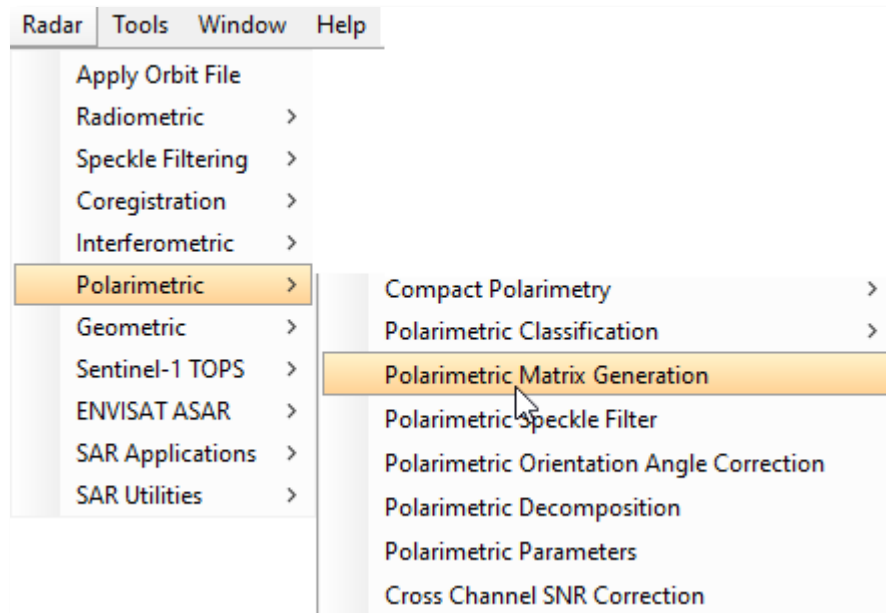 Radar Tools Window Help
Apply Orbit File
Radiometric >
Speckle Filtering >
Coregistration >
Interferometric >
Polarimetric >
Geometric >
Sentinel-1 TOPS >
ENVISAT ASAR >
SAR Applications >
SAR Utilities >
Compact Polarimetry >
Polarimetric Classification >
Polarimetric Matrix Generation
Polarimetric Speckle Filter
Polarimetric Orientation Angle Correction
Polarimetric Decomposition
Polarimetric Parameters
Cross Channel SNR Correction